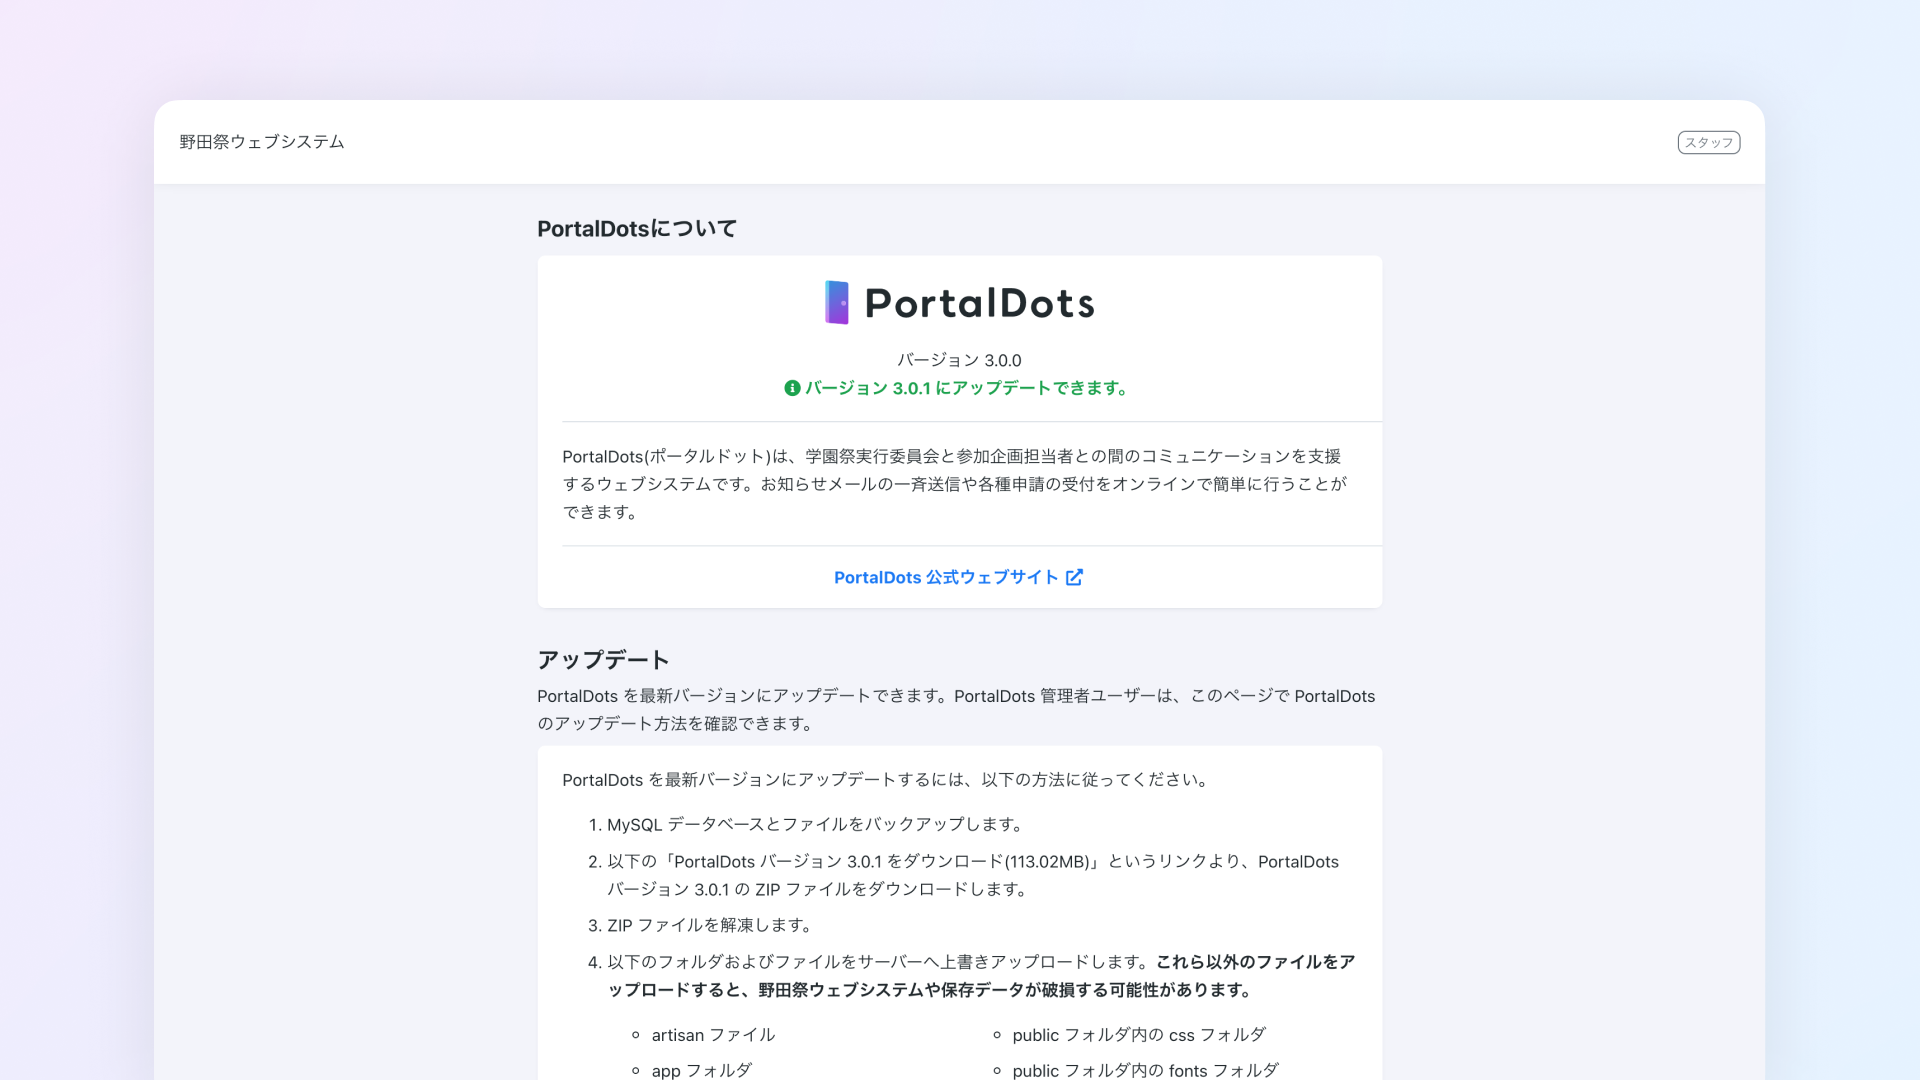 野田祭ウェブシステム
スタッフ
PortalDotsについて
PortalDots
バージョン 3.0.0
バージョン 3.0.1 にアップデートできます。
PortalDots(ポータルドット)は、学園祭実行委員会と参加企画担当者との間のコミュニケーションを支援
するウェブシステムです。お知らせメールの一斉送信や各種申請の受付をオンラインで簡単に行うことが
できます。
PortalDots 公式ウェブサイト
アップデート
PortalDots を最新バージョンにアップデートできます。PortalDots 管理者ユーザーは、このページで PortalDots
のアップデート方法を確認できます。
PortalDots を最新バージョンにアップデートするには、以下の方法に従ってください。
1. MySQL データベースとファイルをバックアップします。
2. 以下の「PortalDots バージョン 3.0.1 をダウンロード(113.02MB)」というリンクより、PortalDots
バージョン 3.0.1 の ZIP ファイルをダウンロードします。
3. ZIP ファイルを解凍します。
4. 以下のフォルダおよびファイルをサーバーへ上書きアップロードします。これら以外のファイルをア
ップロードすると、野田祭ウェブシステムや保存データが破損する可能性があります。
artisan ファイル
public フォルダ内の css フォルダ
app フォルダ
public フォルダ内の fonts フォルダ